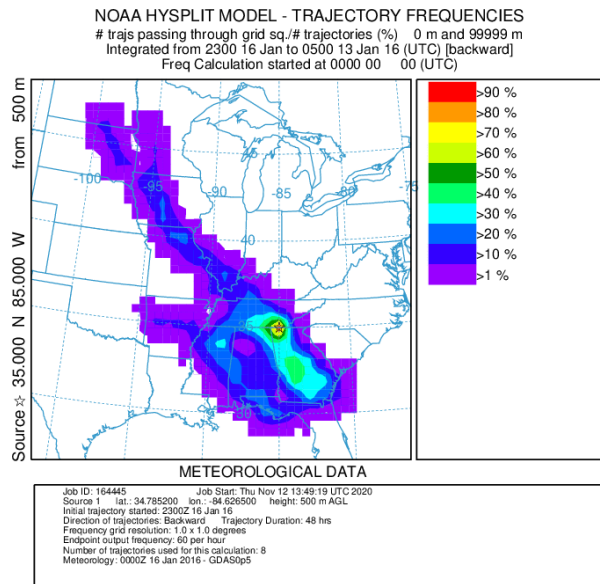 NOAA HYSPLIT MODEL - TRAJECTORY FREQUENCIES
# trajs passing through grid sq./# trajectories (%)    0 m and 99999 m
Integrated from 2300 16 Jan to 0500 13 Jan 16 (UTC) [backward]
Freq Calculation started at 0000 00    00 (UTC)
Source ☆ 35.000 N 85.000 W    from 500 m
-100
-95
-90
-85
-80
-75
45
40
35
30
>90 %
>80 %
>70 %
>60 %
>50 %
>40 %
>30 %
>20 %
>10 %
>1 %
METEOROLOGICAL DATA
Job ID: 164445    Job Start: Thu Nov 12 13:49:19 UTC 2020
Source 1    lat.: 34.785200    lon.: -84.626500    height: 500 m AGL
Initial trajectory started: 2300Z 16 Jan 16
Direction of trajectories: Backward    Trajectory Duration: 48 hrs
Frequency grid resolution: 1.0 x 1.0 degrees
Endpoint output frequency: 60 per hour
Number of trajectories used for this calculation: 8
Meteorology: 0000Z 16 Jan 2016 - GDAS0p5